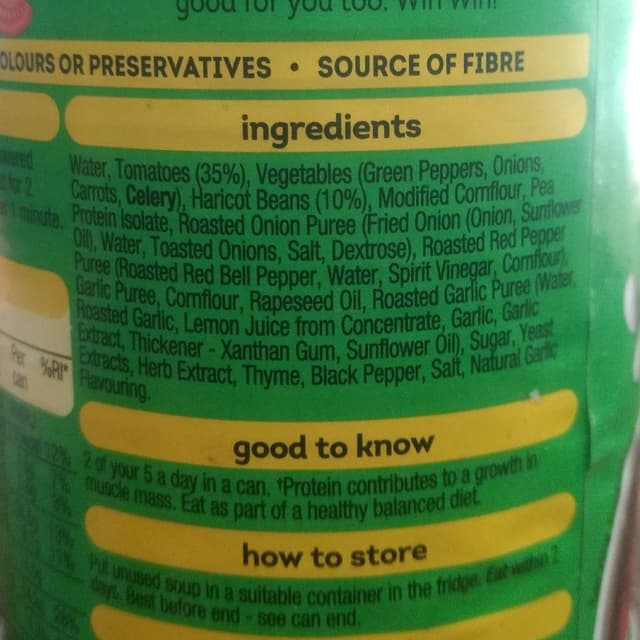 good for you too. Win win!
OLOURS OR PRESERVATIVES • SOURCE OF FIBRE
ingredients
Water, Tomatoes (35%), Vegetables (Green Peppers, Onions,
Carrots, Celery), Haricot Beans (10%), Modified Cornflour, Pea
Protein Isolate, Roasted Onion Puree (Fried Onion (Onion, Sunflower
Oil), Water, Toasted Onions, Salt, Dextrose), Roasted Red Pepper
Puree (Roasted Red Bell Pepper, Water, Spirit Vinegar, Cornflour),
Garlic Puree, Cornflour, Rapeseed Oil, Roasted Garlic Puree (Water,
Roasted Garlic, Lemon Juice from Concentrate, Garlic, Garlic
Extract, Thickener - Xanthan Gum, Sunflower Oil), Sugar, Yeast
Extracts, Herb Extract, Thyme, Black Pepper, Salt, Natural Garlic
Flavouring.
for 2
minute.
Per %RI*
can
good to know
2 of your 5 a day in a can. †Protein contributes to a growth in
muscle mass. Eat as part of a healthy balanced diet.
how to store
Put unused soup in a suitable container in the fridge. Eat within 2
days. Best before end - see can end.